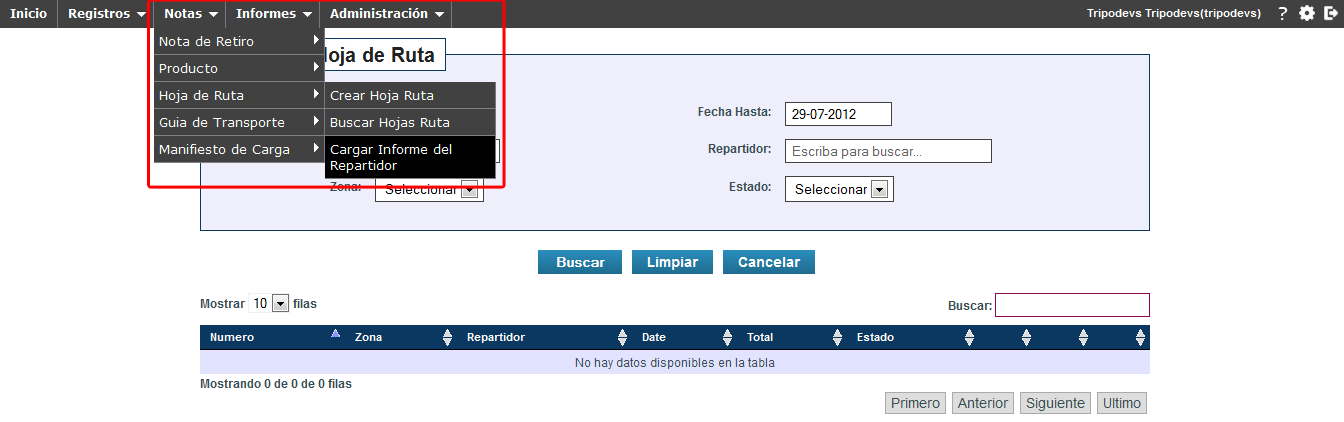 Inicio Registros Notas Informes Administración Tripodevs Tripodevs(tripodevs) ?
Nota de Retiro
oja de Ruta
Producto
Hoja de Ruta Crear Hoja Ruta
Fecha Hasta: 29-07-2012
Guia de Transporte Buscar Hojas Ruta
Manifiesto de Carga Cargar Informe del
Repartidor
Repartidor: Escriba para buscar...
Zona: Seleccionar Estado: Seleccionar
Buscar Limpiar Cancelar
Mostrar 10 filas Buscar:
Numero Zona Repartidor Date Total Estado
No hay datos disponibles en la tabla
Mostrando 0 de 0 de 0 filas
Primero Anterior Siguiente Ultimo